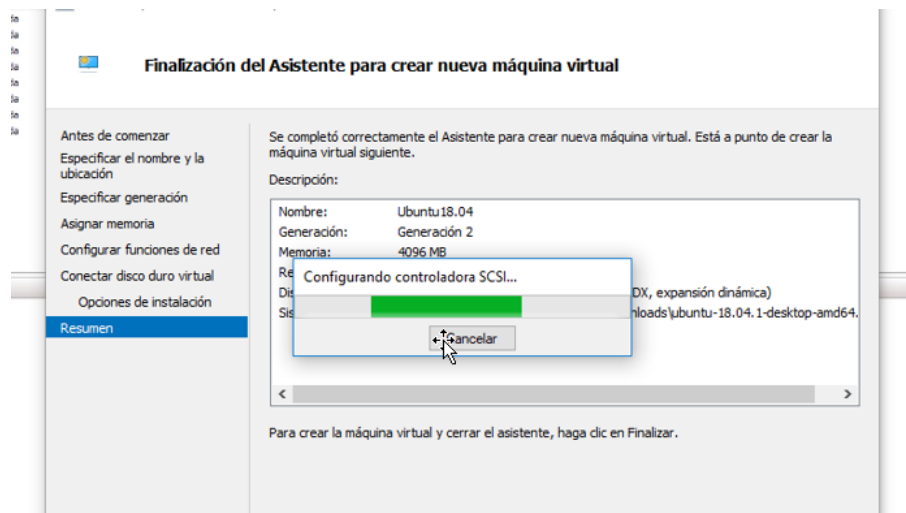 Finalización del Asistente para crear nueva máquina virtual
Antes de comenzar
Especificar el nombre y la
ubicación
Especificar generación
Asignar memoria
Configurar funciones de red
Conectar disco duro virtual
Opciones de instalación
Resumen
Se completó correctamente el Asistente para crear nueva máquina virtual. Está a punto de crear la
máquina virtual siguiente.
Descripción:
Nombre: Ubuntu18.04
Generación: Generación 2
Memoria: 4096 MB
Configurando controladora SCSI...
DX, expansión dinámica)
nloads\ubuntu-18.04.1-desktop-amd64.
Cancelar
Para crear la máquina virtual y cerrar el asistente, haga clic en Finalizar.